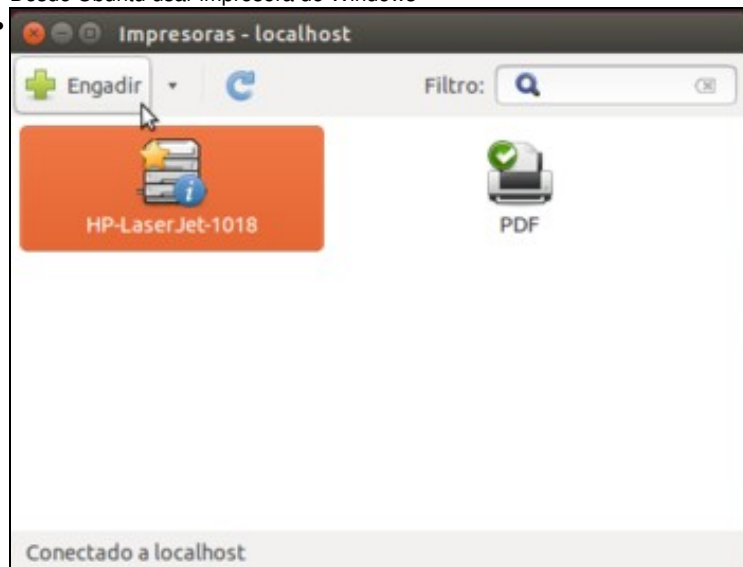 Impresoras - localhost
Engadir
Filtro:
HP-LaserJet-1018
PDF
Conectado a localhost